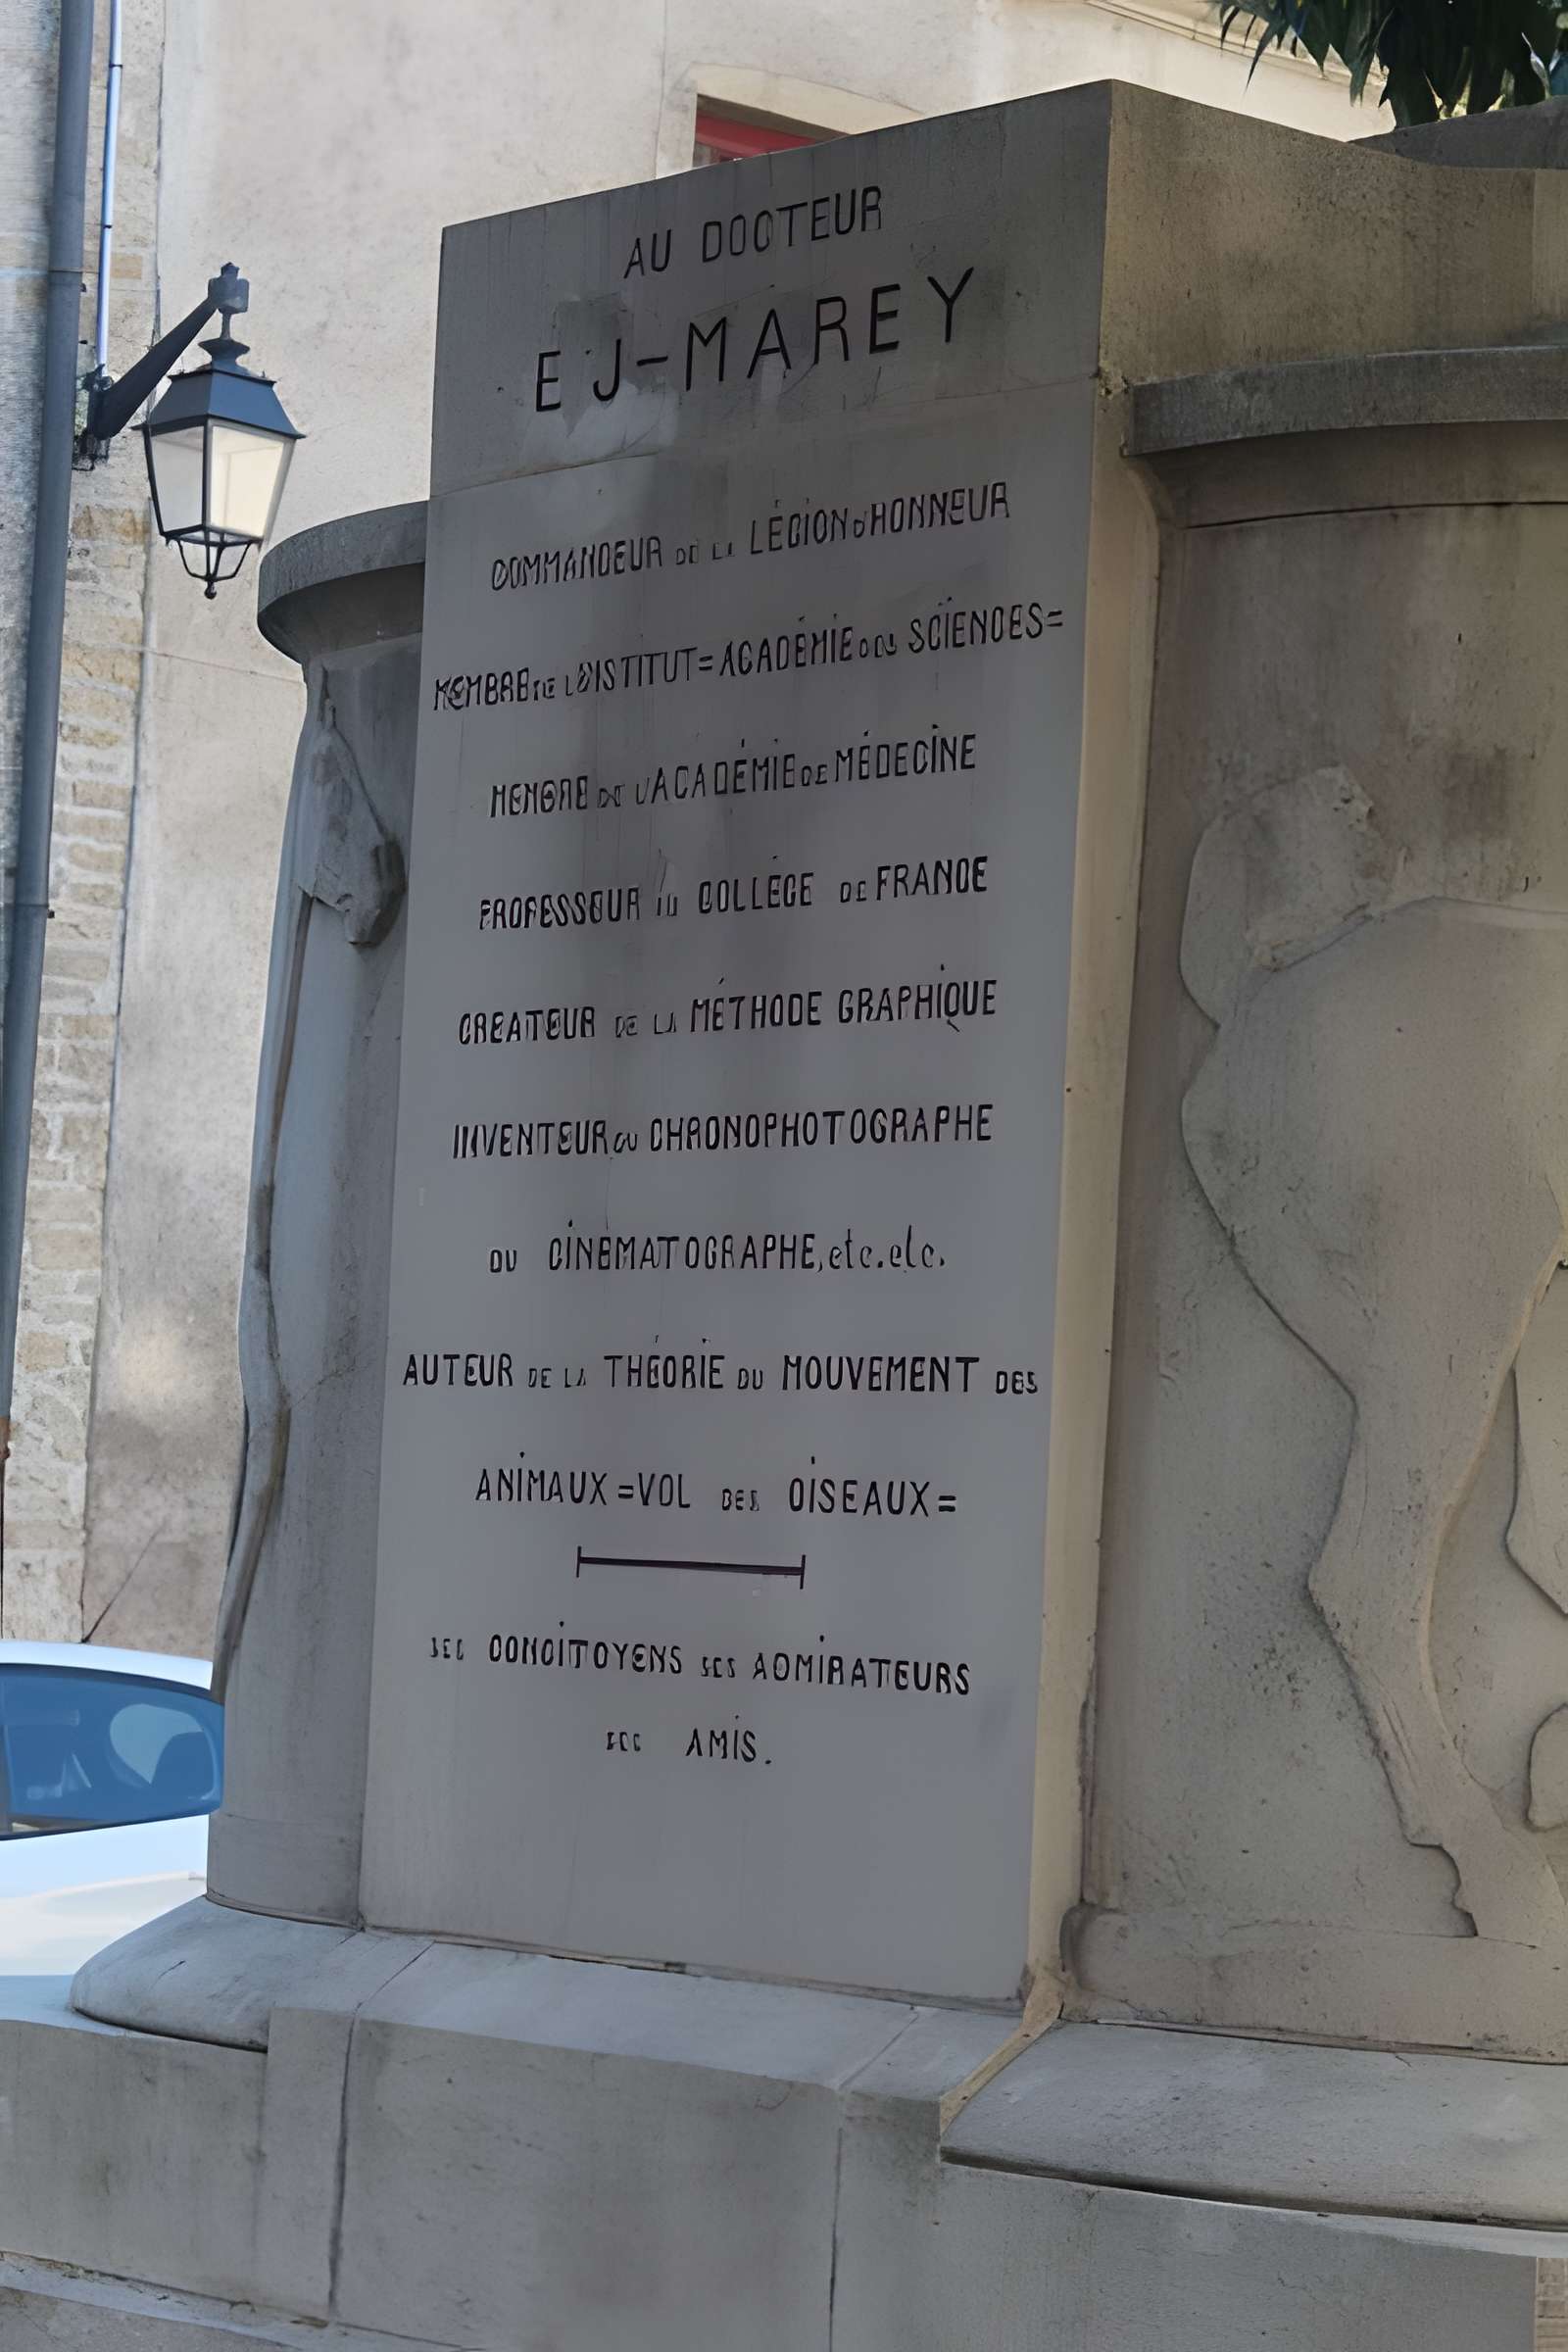 AU DOCTEUR
E J-MAREY
COMMANDEUR DE LA LÉGION D'HONNEUR
MEMBRE DE L'INSTITUT=ACADÉMIE DES SCIENCES=
MEMBRE DE L'ACADÉMIE DE MÉDECINE
PROFESSEUR AU COLLÈGE DE FRANCE
CREATEUR DE LA MÉTHODE GRAPHIQUE
INVENTEUR DU CHRONOPHOTOGRAPHE
DU CINÉMATOGRAPHE, etc. etc.
AUTEUR DE LA THÉORIE DU MOUVEMENT DES
ANIMAUX=VOL DES OISEAUX=
SES CONCITOYENS SES ADMIRATEURS
SES AMIS.